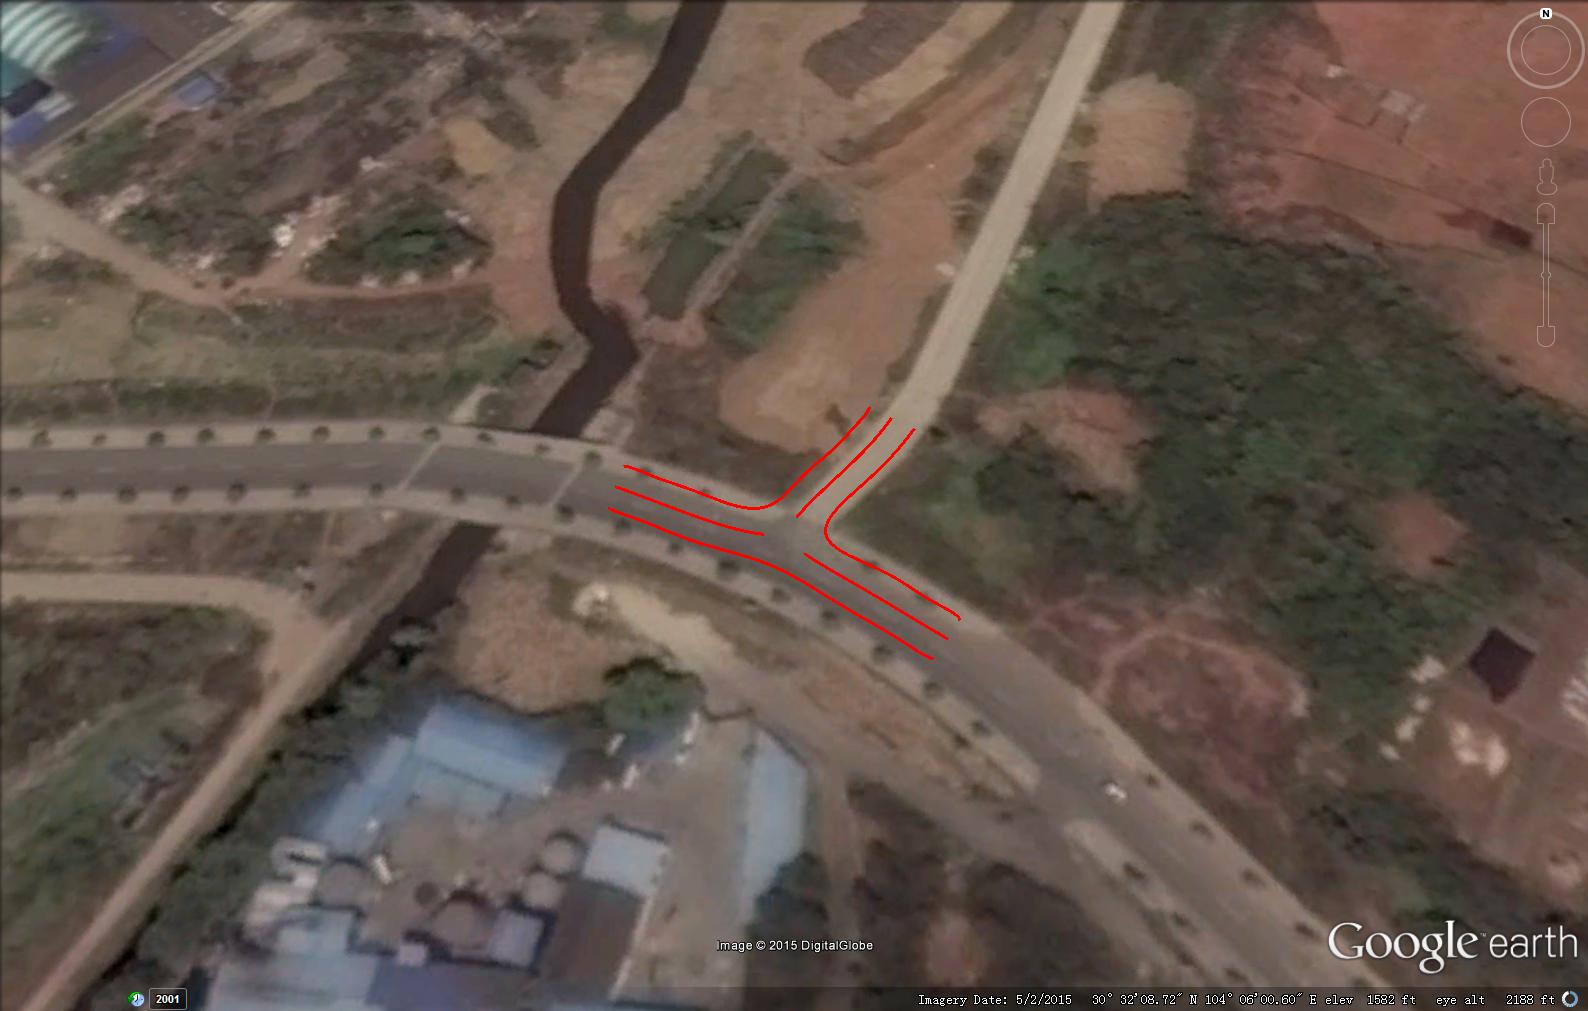 N
Image © 2015 DigitalGlobe
Google earth
2001
Imagery Date: 5/2/2015 30° 32'08.72" N 104° 06'00.60" E elev 1582 ft eye alt 2188 ft